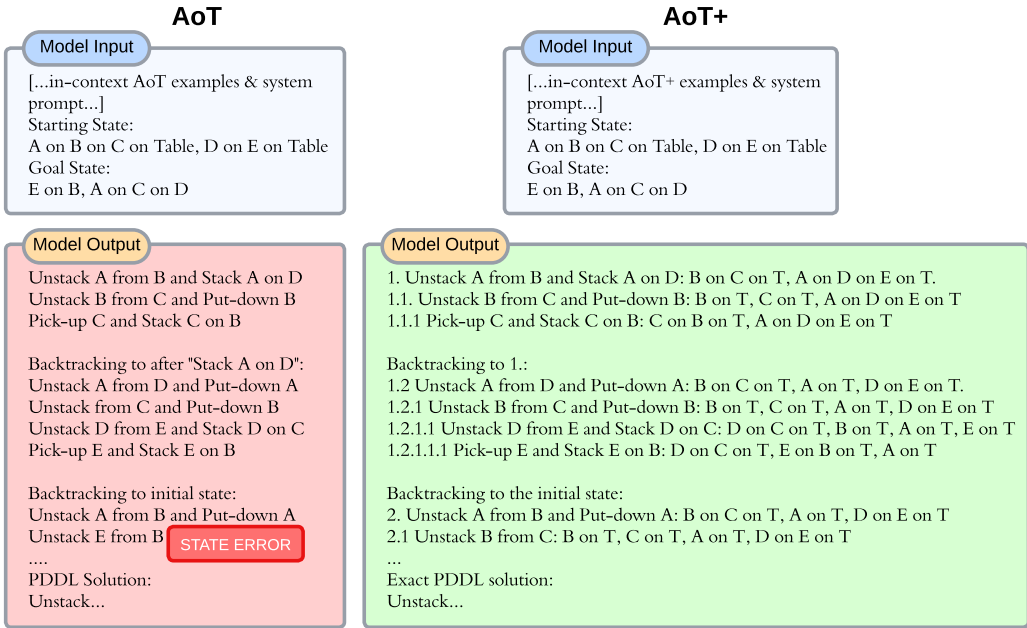 AoT
Model Input
[...in-context AoT examples & system
prompt...]
Starting State:
A on B on C on Table, D on E on Table
Goal State:
E on B, A on C on D
Model Output
Unstack A from B and Stack A on D
Unstack B from C and Put-down B
Pick-up C and Stack C on B
Backtracking to after "Stack A on D":
Unstack A from D and Put-down A
Unstack from C and Put-down B
Unstack D from E and Stack D on C
Pick-up E and Stack E on B
Backtracking to initial state:
Unstack A from B and Put-down A
Unstack E from B
STATE ERROR
....
PDDL Solution:
Unstack...
AoT+
Model Input
[...in-context AoT+ examples & system
prompt...]
Starting State:
A on B on C on Table, D on E on Table
Goal State:
E on B, A on C on D
Model Output
1. Unstack A from B and Stack A on D: B on C on T, A on D on E on T.
1.1. Unstack B from C and Put-down B: B on T, C on T, A on D on E on T
1.1.1 Pick-up C and Stack C on B: C on B on T, A on D on E on T
Backtracking to 1.:
1.2 Unstack A from D and Put-down A: B on C on T, A on T, D on E on T.
1.2.1 Unstack B from C and Put-down B: B on T, C on T, A on T, D on E on T
1.2.1.1 Unstack D from E and Stack D on C: D on C on T, B on T, A on T, E on T
1.2.1.1.1 Pick-up E and Stack E on B: D on C on T, E on B on T, A on T
Backtracking to the initial state:
2. Unstack A from B and Put-down A: B on C on T, A on T, D on E on T
2.1 Unstack B from C: B on T, C on T, A on T, D on E on T
...
Exact PDDL solution:
Unstack...